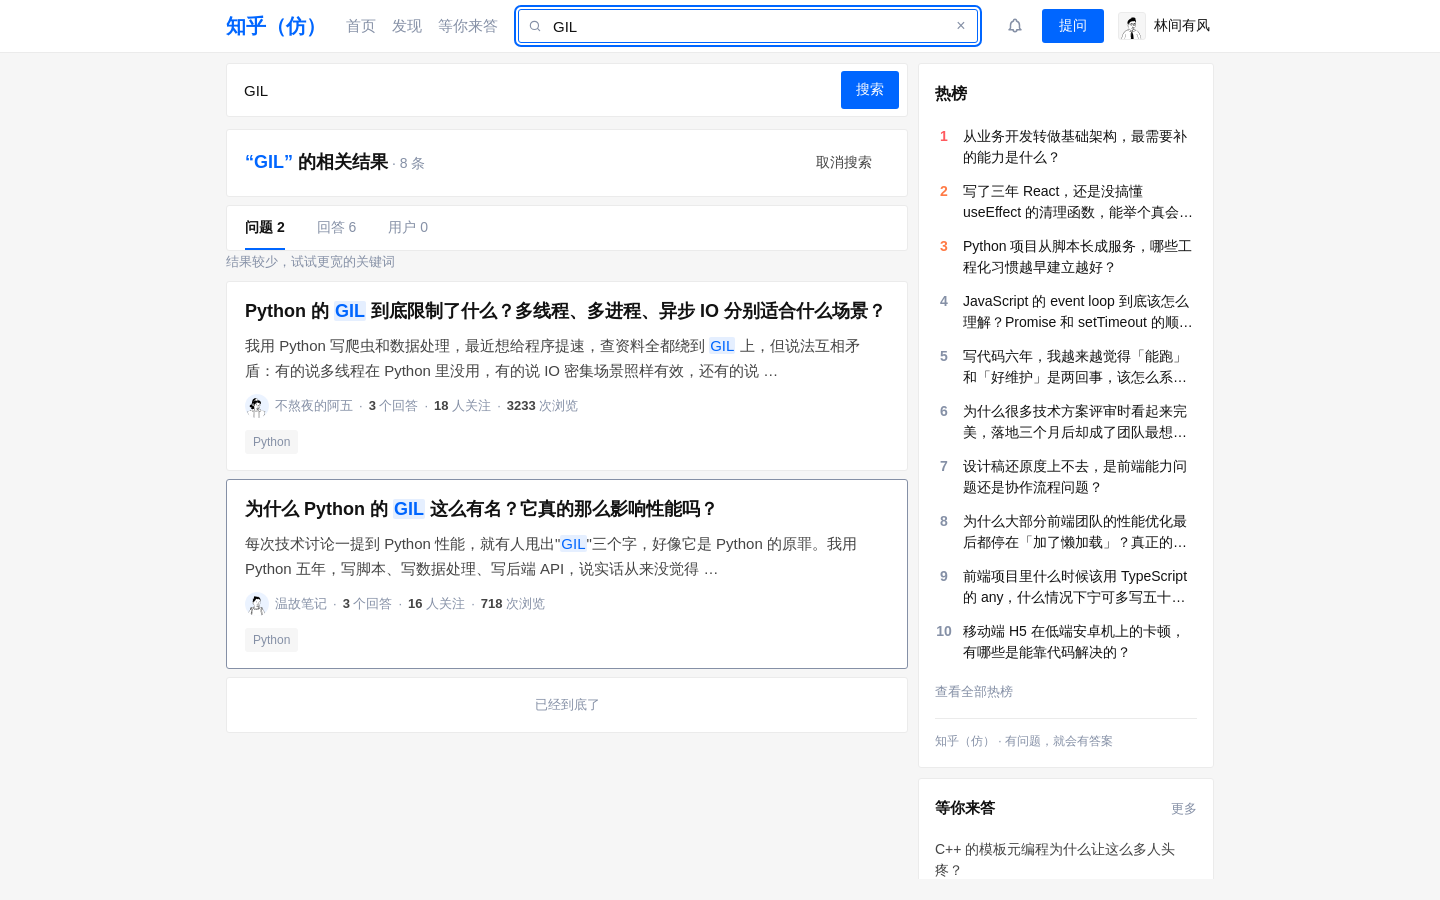 知乎（仿） 首页 发现 等你来答 GIL × 提问 林间有风
GIL 搜索
“GIL” 的相关结果 · 8 条 取消搜索
问题 2 回答 6 用户 0
结果较少，试试更宽的关键词
Python 的 GIL 到底限制了什么？多线程、多进程、异步 IO 分别适合什么场景？
我用 Python 写爬虫和数据处理，最近想给程序提速，查资料全都绕到 GIL 上，但说法互相矛
盾：有的说多线程在 Python 里没用，有的说 IO 密集场景照样有效，还有的说 …
不熬夜的阿五 · 3 个回答 · 18 人关注 · 3233 次浏览
Python
为什么 Python 的 GIL 这么有名？它真的那么影响性能吗？
每次技术讨论一提到 Python 性能，就有人甩出"GIL"三个字，好像它是 Python 的原罪。我用
Python 五年，写脚本、写数据处理、写后端 API，说实话从来没觉得 …
温故笔记 · 3 个回答 · 16 人关注 · 718 次浏览
Python
已经到底了
热榜
1 从业务开发转做基础架构，最需要补
的能力是什么？
2 写了三年 React，还是没搞懂
useEffect 的清理函数，能举个真会…
3 Python 项目从脚本长成服务，哪些工
程化习惯越早建立越好？
4 JavaScript 的 event loop 到底该怎么
理解？Promise 和 setTimeout 的顺…
5 写代码六年，我越来越觉得「能跑」
和「好维护」是两回事，该怎么系…
6 为什么很多技术方案评审时看起来完
美，落地三个月后却成了团队最想…
7 设计稿还原度上不去，是前端能力问
题还是协作流程问题？
8 为什么大部分前端团队的性能优化最
后都停在「加了懒加载」？真正的…
9 前端项目里什么时候该用 TypeScript
的 any，什么情况下宁可多写五十…
10 移动端 H5 在低端安卓机上的卡顿，
有哪些是能靠代码解决的？
查看全部热榜
知乎（仿） · 有问题，就会有答案
等你来答 更多
C++ 的模板元编程为什么让这么多人头
疼？